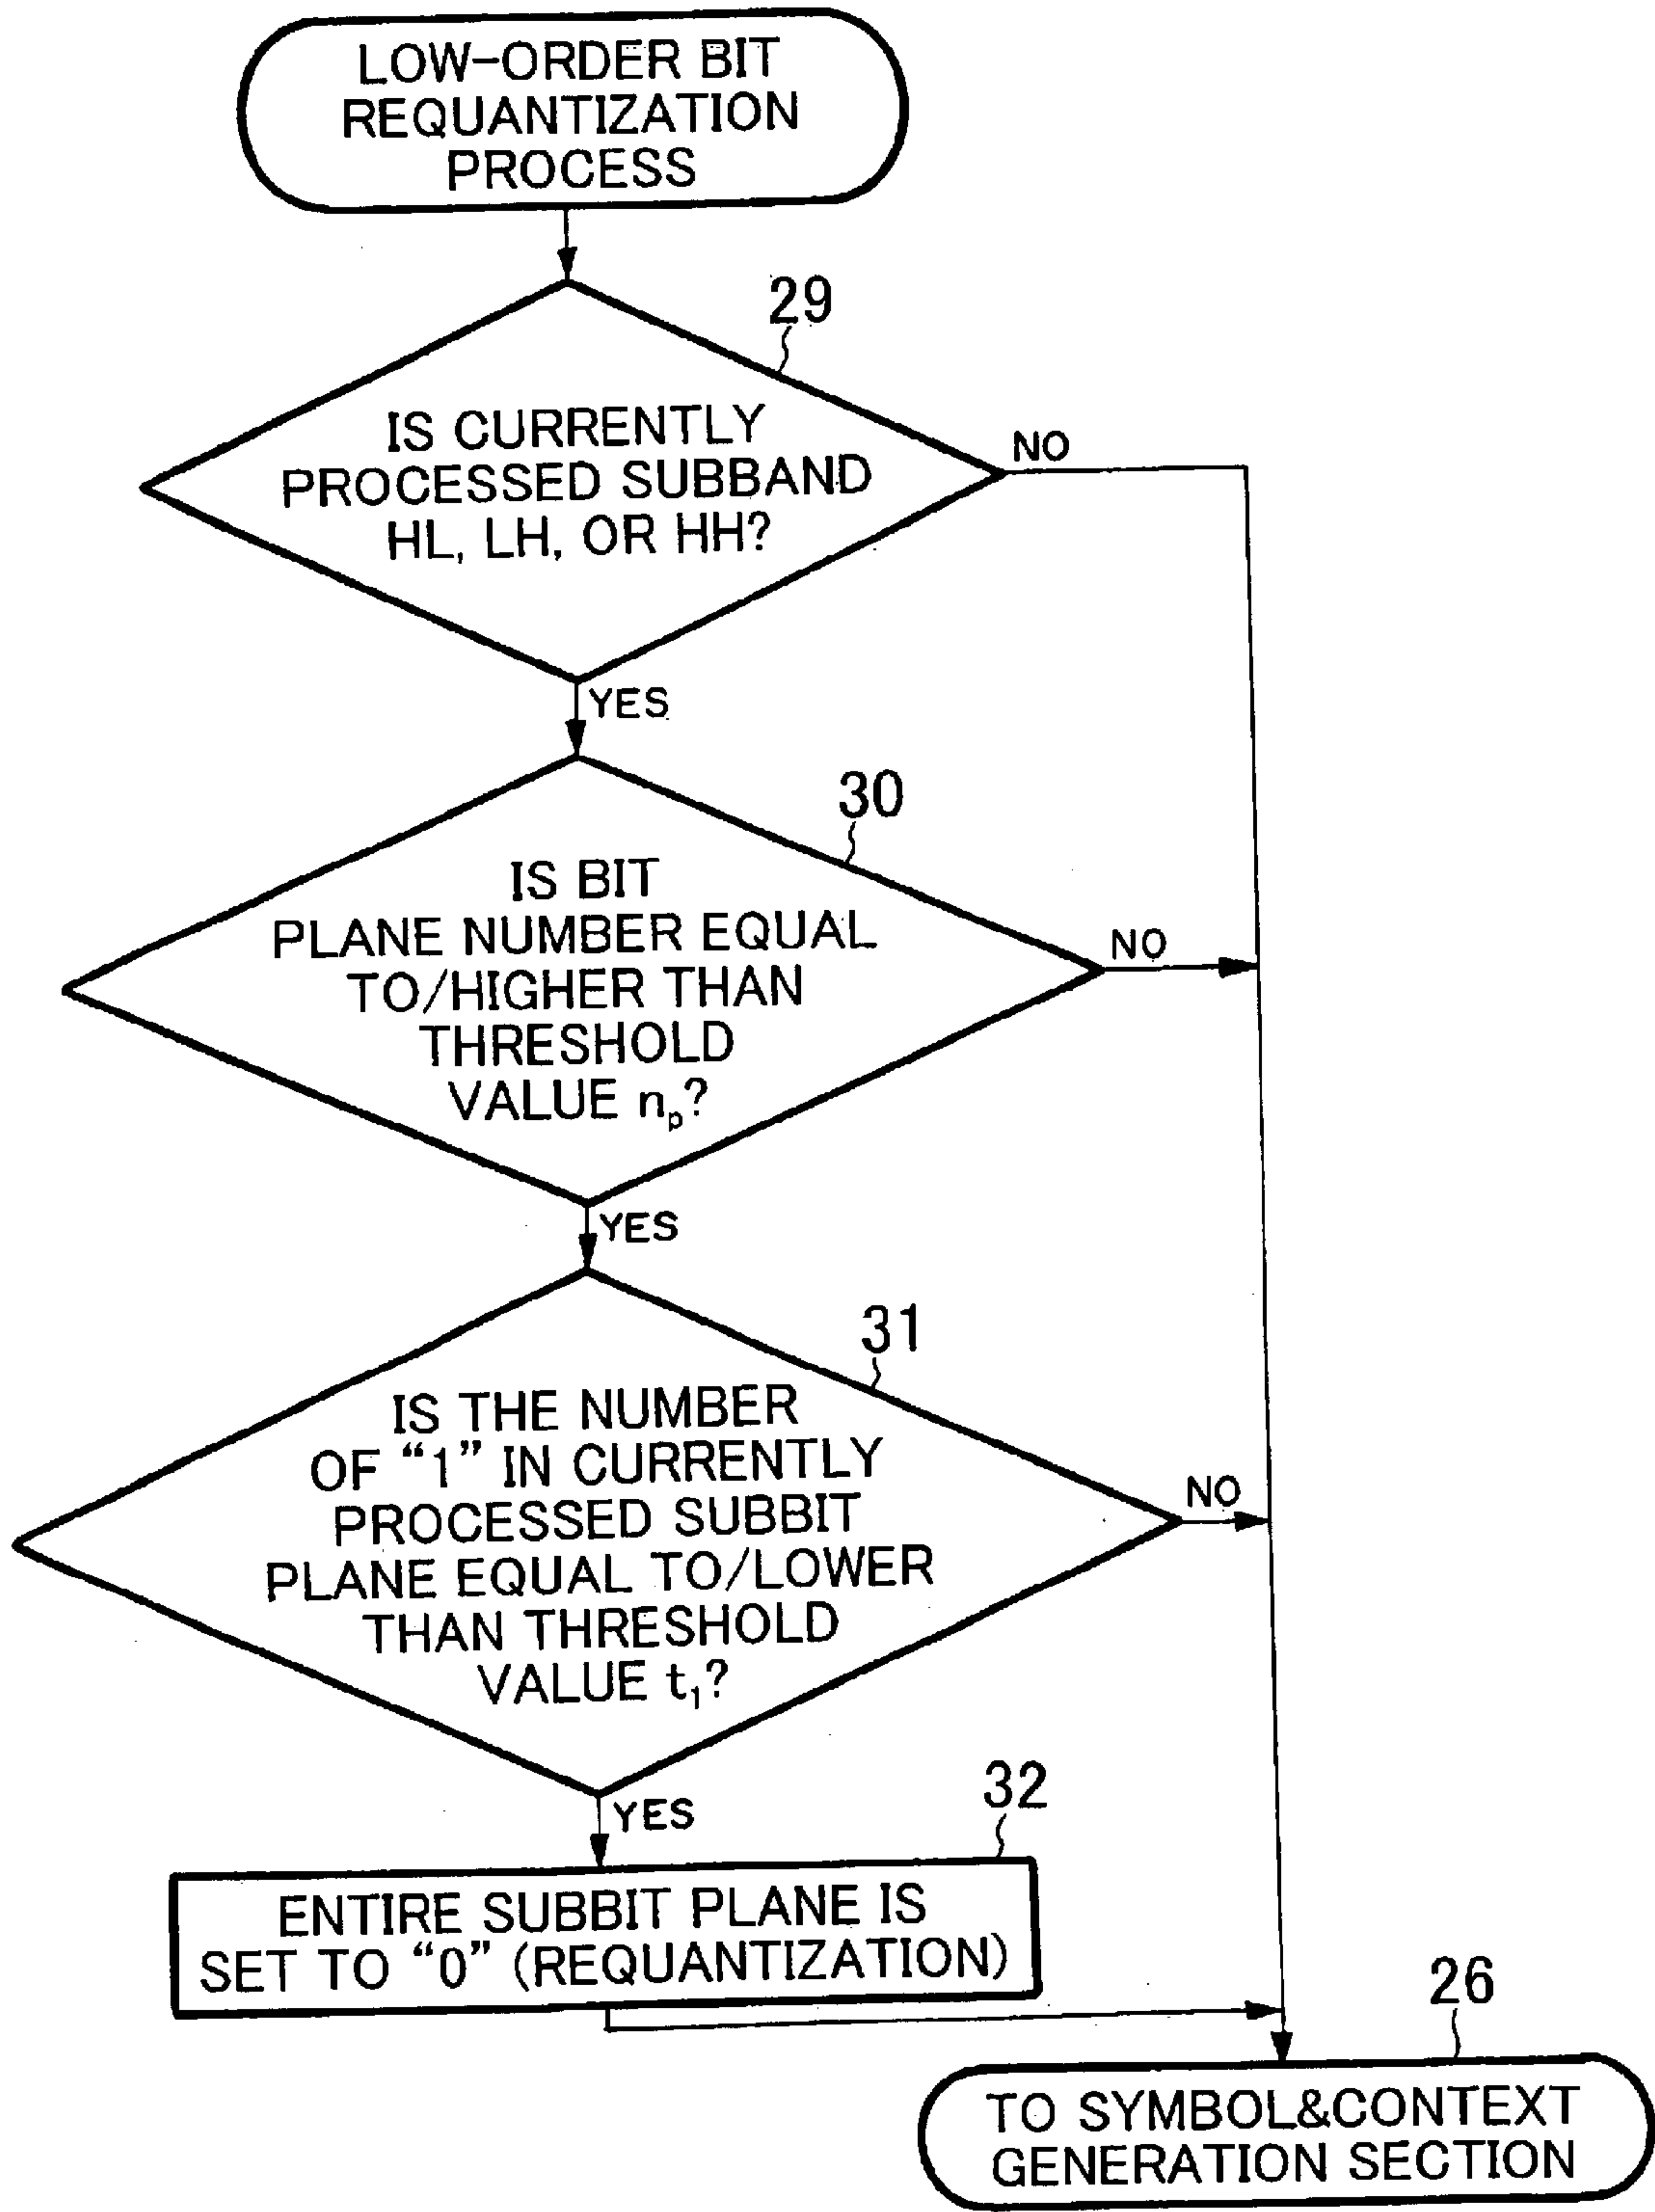 LOW-ORDER BIT
REQUANTIZATION
PROCESS
29
IS CURRENTLY
PROCESSED SUBBAND
HL, LH, OR HH?
NO
YES
30
IS BIT
PLANE NUMBER EQUAL
TO/HIGHER THAN
THRESHOLD
VALUE nₚ?
NO
YES
31
IS THE NUMBER
OF “1” IN CURRENTLY
PROCESSED SUBBIT
PLANE EQUAL TO/LOWER
THAN THRESHOLD
VALUE t₁?
NO
YES
32
ENTIRE SUBBIT PLANE IS
SET TO “0” (REQUANTIZATION)
26
TO SYMBOL&CONTEXT
GENERATION SECTION